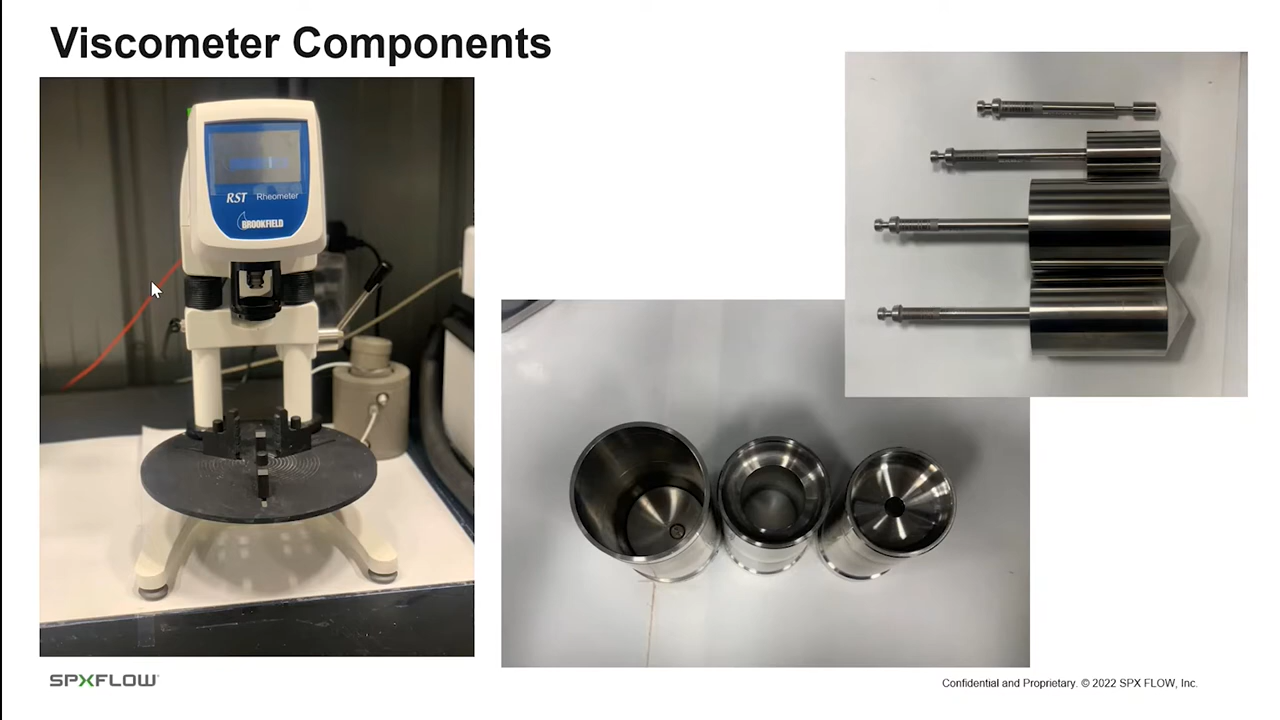 Viscometer Components
RST Rheometer
BROOKFIELD
SPXFLOW
Confidential and Proprietary. © 2022 SPX FLOW, Inc.